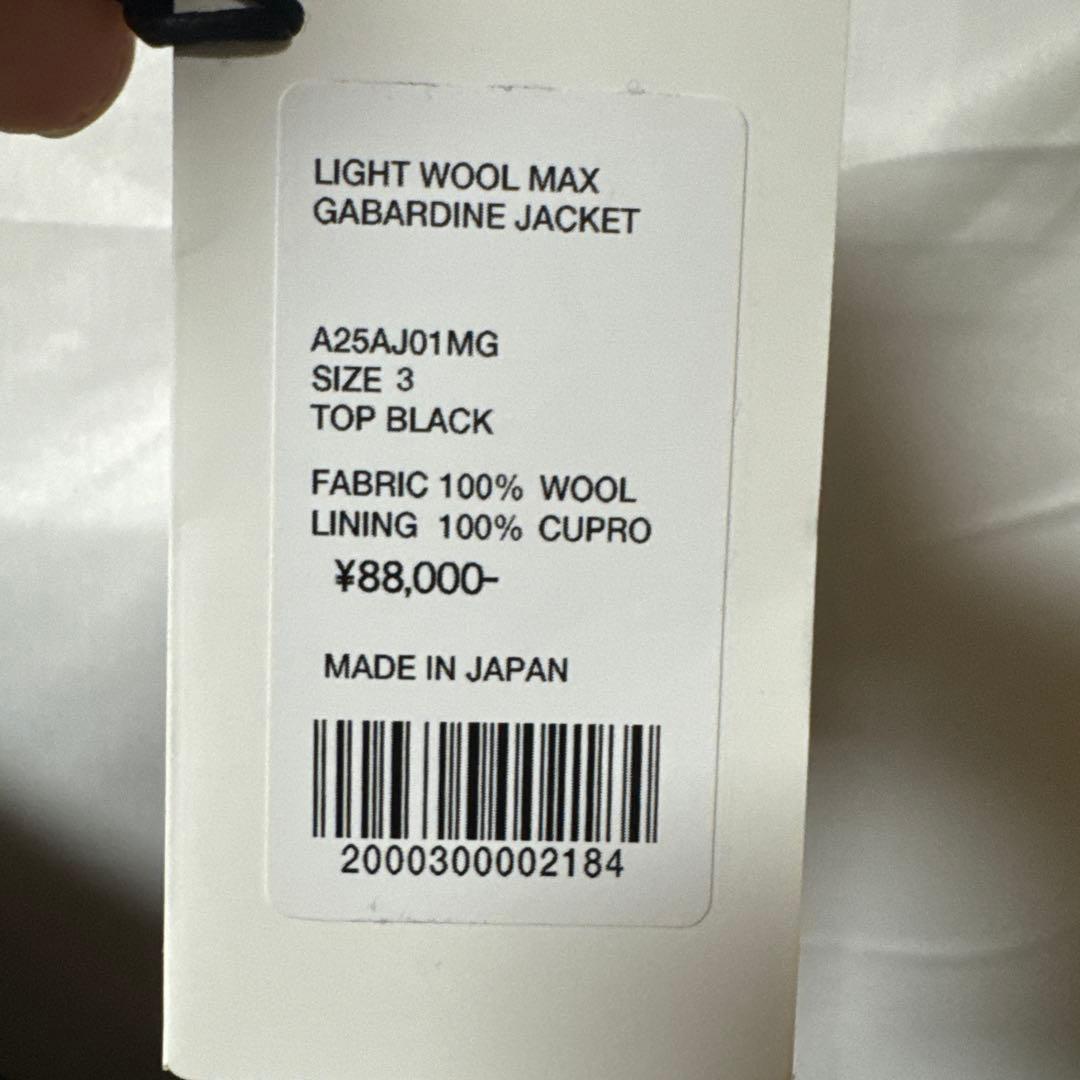 LIGHT WOOL MAX
GABARDINE JACKET
A25AJ01MG
SIZE 3
TOP BLACK
FABRIC 100% WOOL
LINING 100% CUPRO
¥88,000-
MADE IN JAPAN
2000300002184